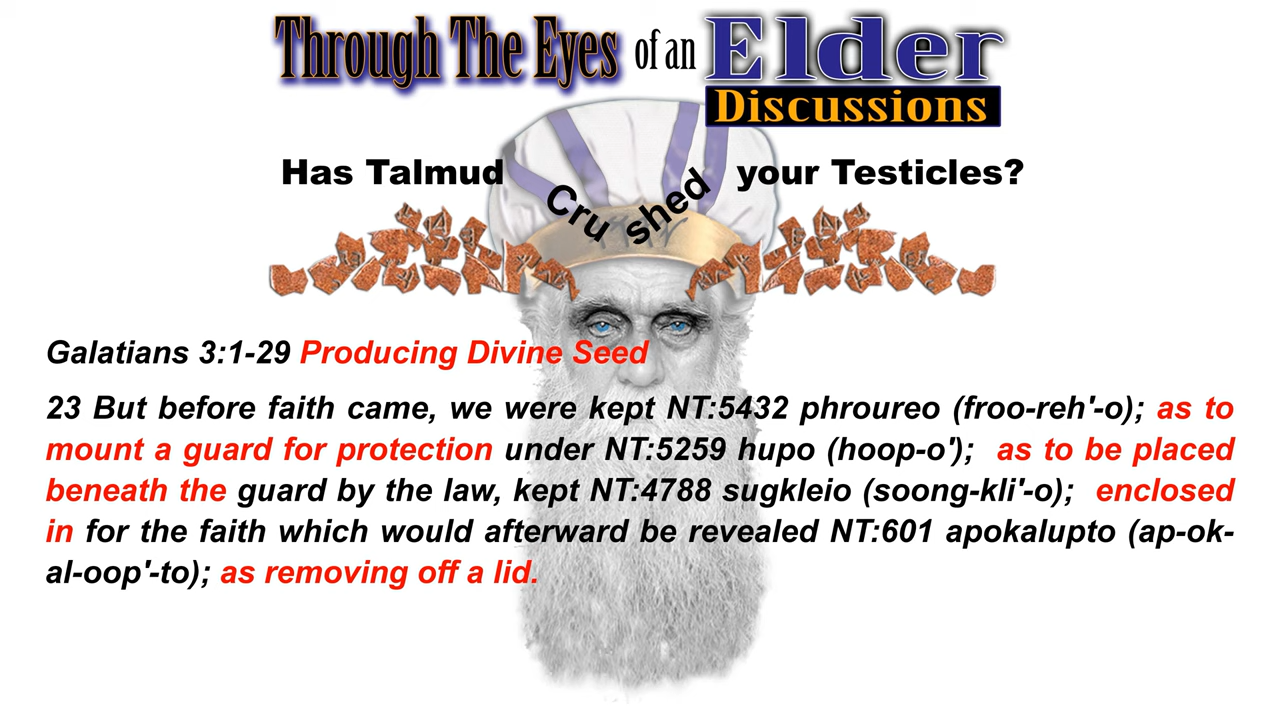 Through The Eyes of an Elder
Discussions
Has Talmud Crushed your Testicles?
Galatians 3:1-29 Producing Divine Seed
23 But before faith came, we were kept NT:5432 phroureo (froo-reh'-o); as to
mount a guard for protection under NT:5259 hupo (hoop-o'); as to be placed
beneath the guard by the law, kept NT:4788 sugkleio (soong-kli'-o); enclosed
in for the faith which would afterward be revealed NT:601 apokalupto (ap-ok-
al-oop'-to); as removing off a lid.